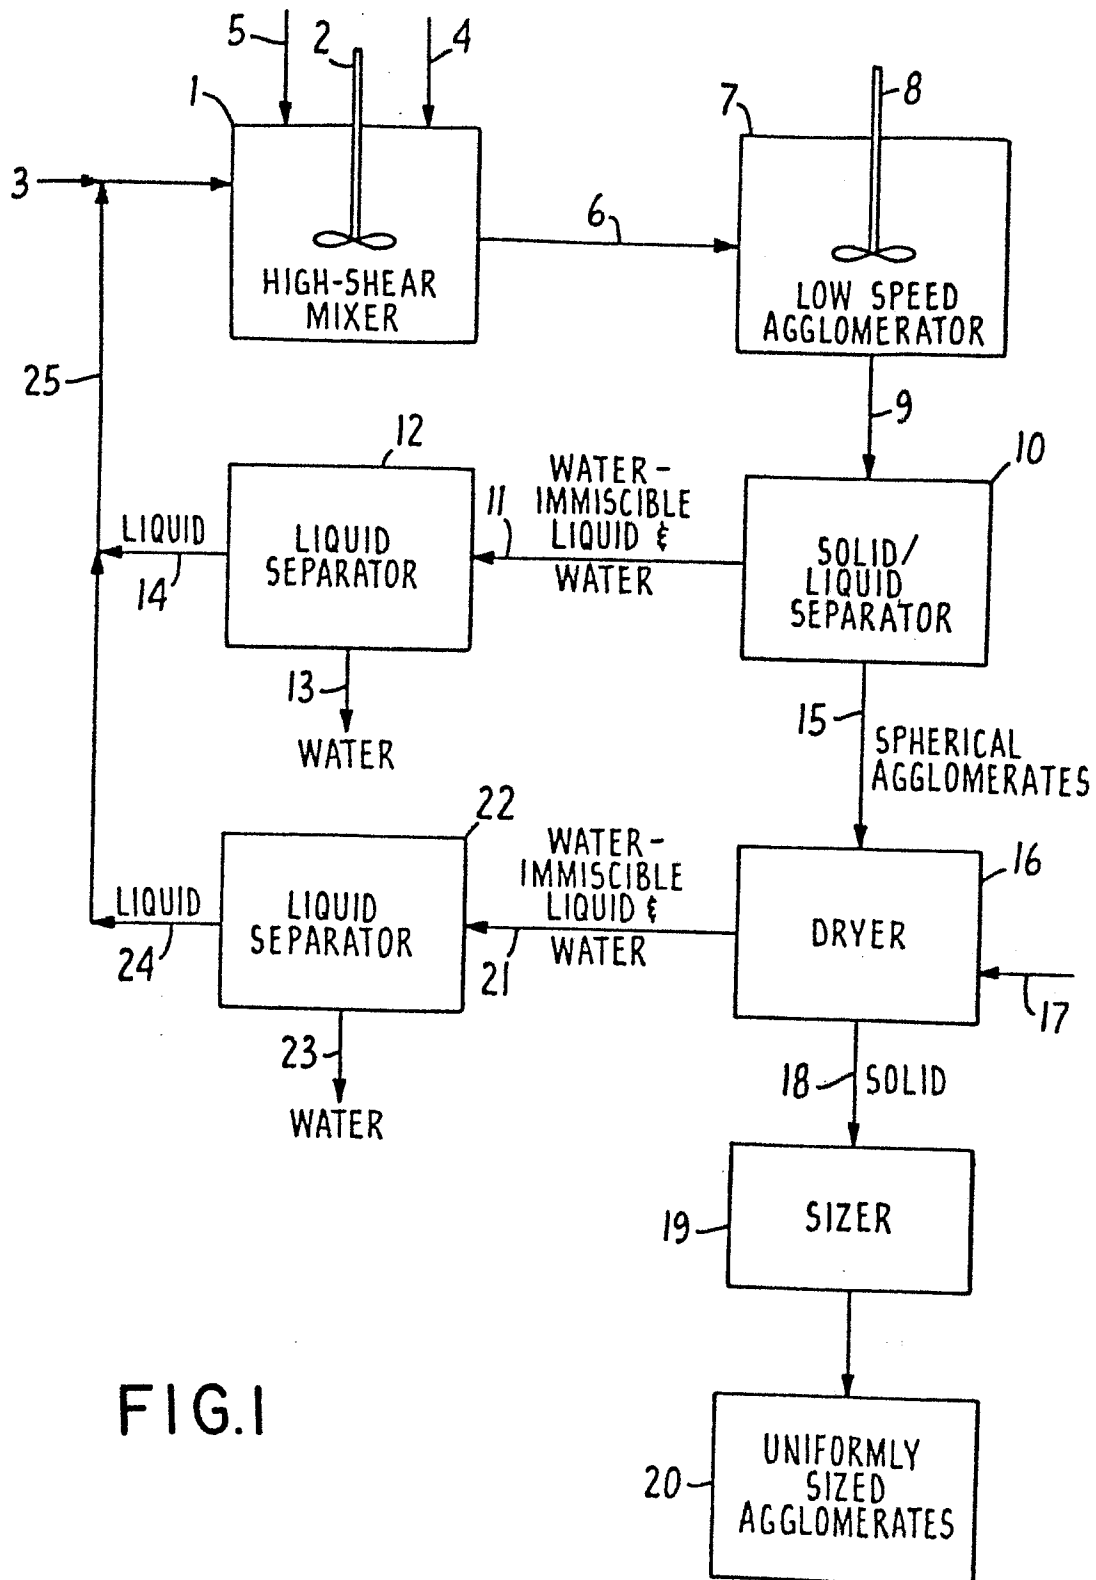 5
2
4
1
8
7
3
6
HIGH-SHEAR
MIXER
LOW SPEED
AGGLOMERATOR
25
9
12
10
WATER-
IMMISCIBLE
LIQUID &
WATER
11
LIQUID
14
LIQUID
SEPARATOR
SOLID/
LIQUID
SEPARATOR
13
WATER
15
SPHERICAL
AGGLOMERATES
22
16
WATER-
IMMISCIBLE
LIQUID &
WATER
LIQUID
24
LIQUID
SEPARATOR
21
DRYER
17
23
WATER
18
SOLID
19
SIZER
FIG.1
20
UNIFORMLY
SIZED
AGGLOMERATES